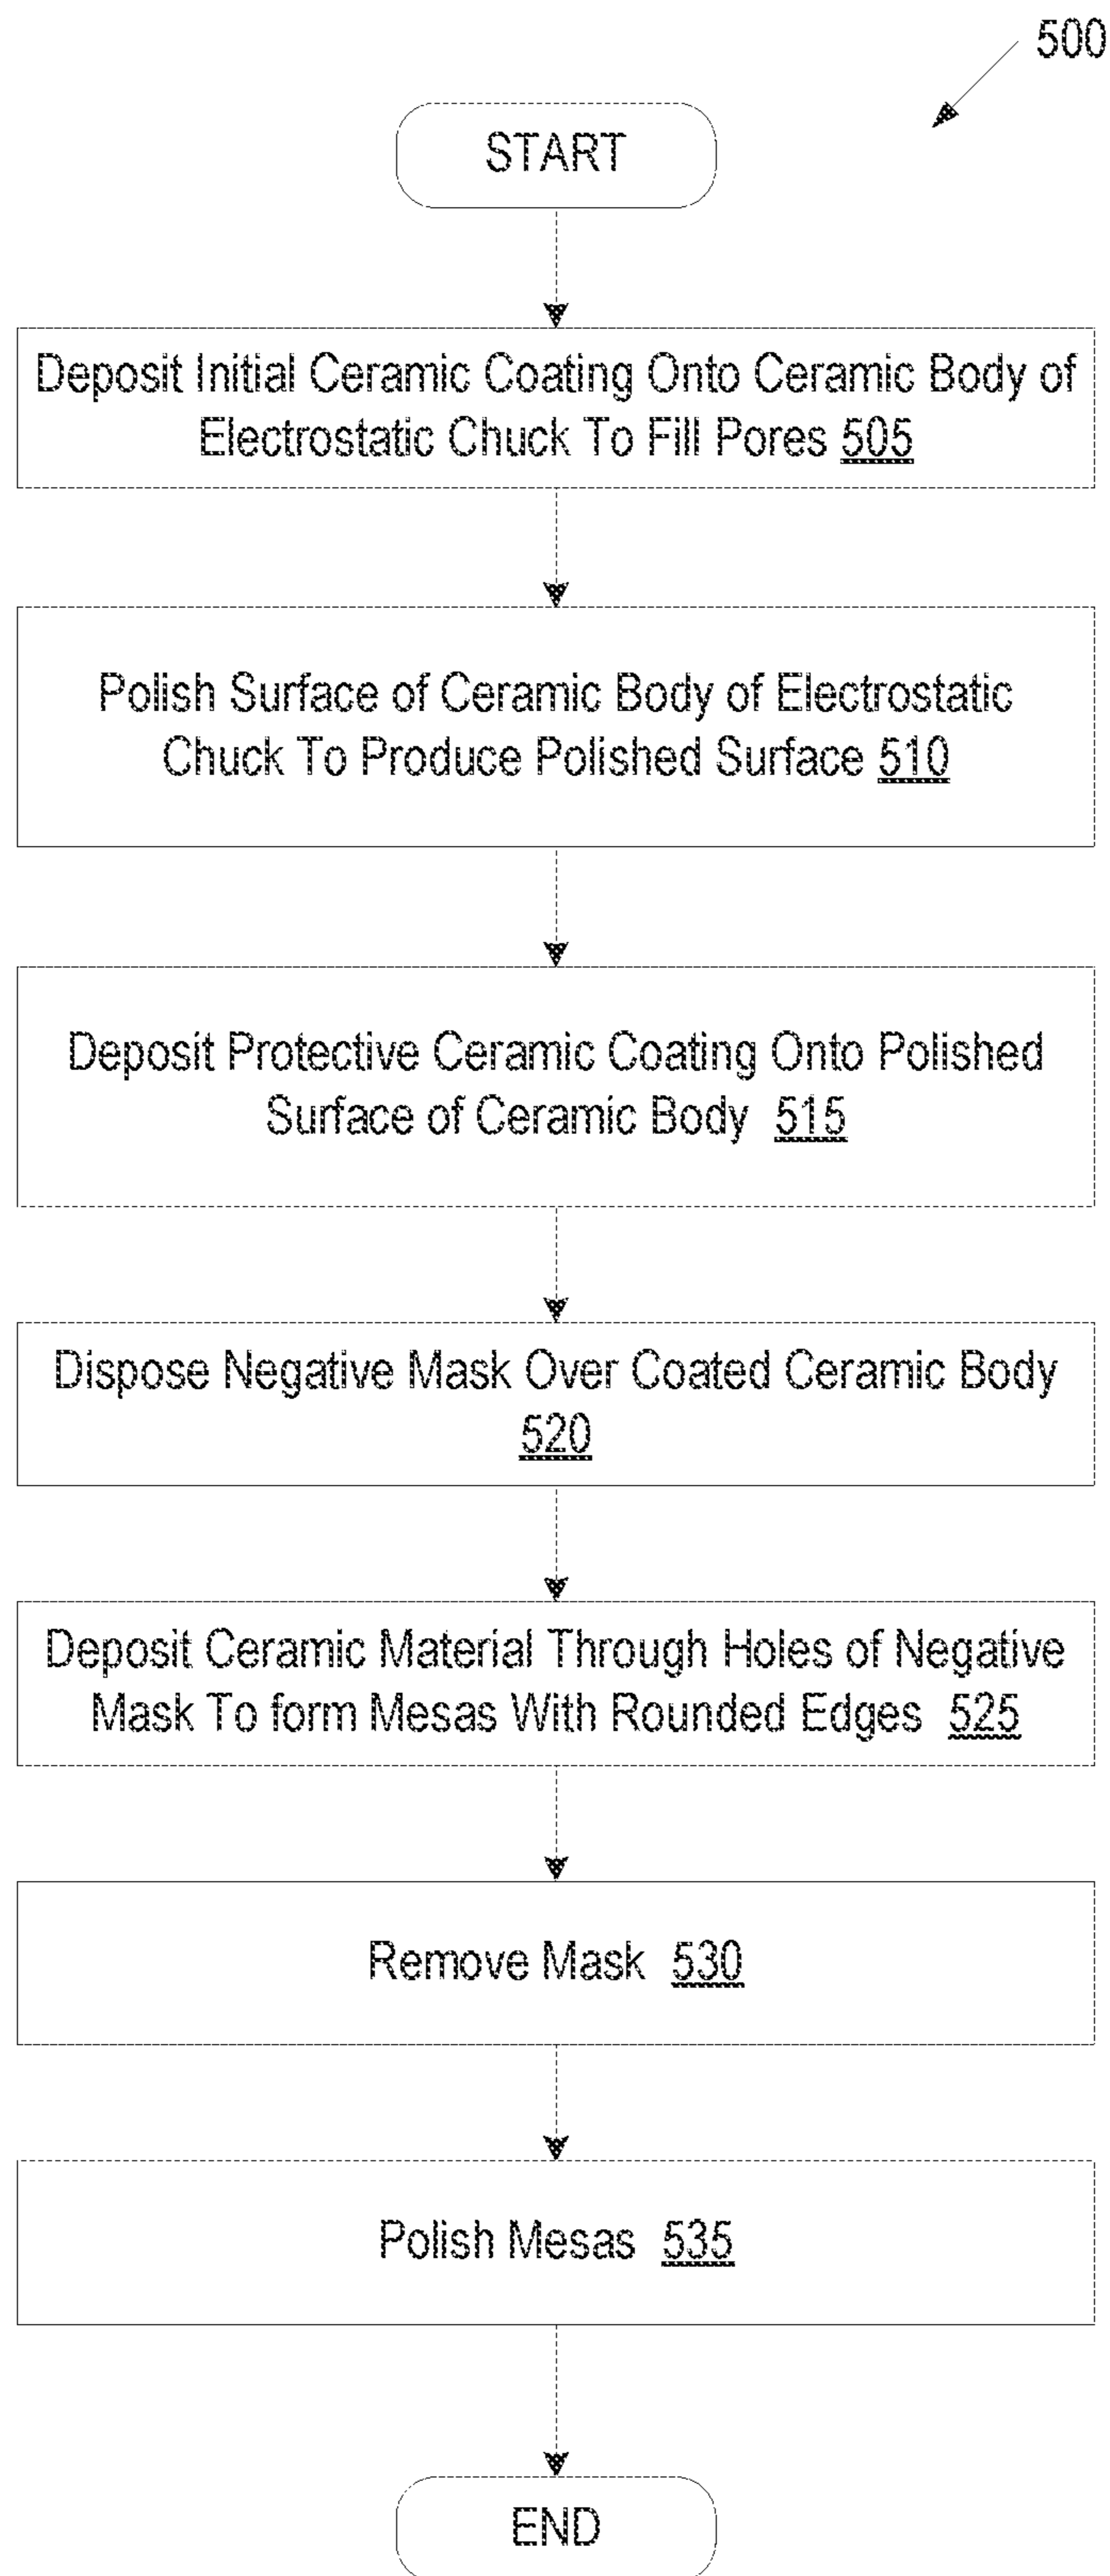 500
START
Deposit Initial Ceramic Coating Onto Ceramic Body of
Electrostatic Chuck To Fill Pores 505
Polish Surface of Ceramic Body of Electrostatic
Chuck To Produce Polished Surface 510
Deposit Protective Ceramic Coating Onto Polished
Surface of Ceramic Body 515
Dispose Negative Mask Over Coated Ceramic Body
520
Deposit Ceramic Material Through Holes of Negative
Mask To form Mesas With Rounded Edges 525
Remove Mask 530
Polish Mesas 535
END